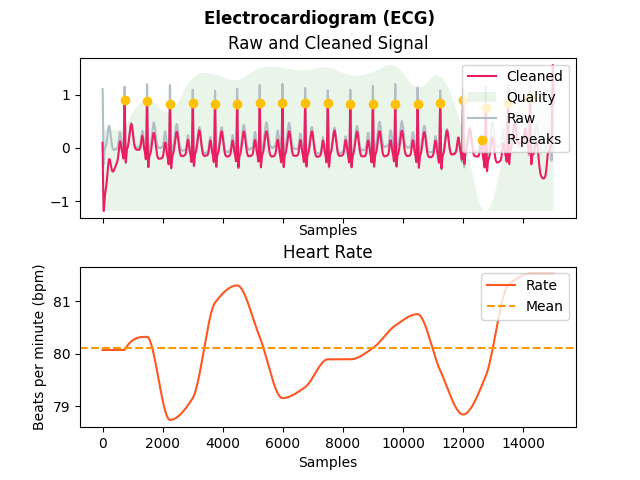 Electrocardiogram (ECG)
Raw and Cleaned Signal
Cleaned
Quality
Raw
R-peaks
1
0
−1
Samples
Heart Rate
Rate
Mean
Beats per minute (bpm)
81
80
79
0 2000 4000 6000 8000 10000 12000 14000
Samples